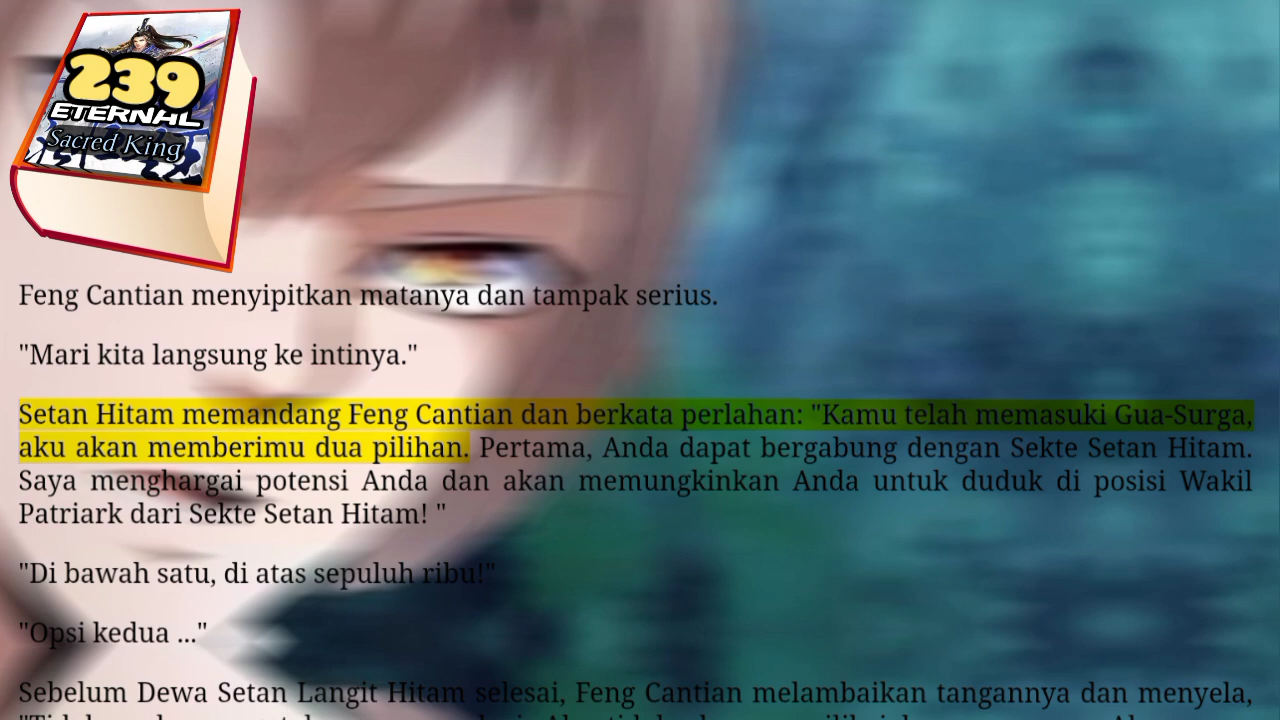 239
ETERNAL
Sacred King
Feng Cantian menyipitkan matanya dan tampak serius.
"Mari kita langsung ke intinya."
Setan Hitam memandang Feng Cantian dan berkata perlahan: "Kamu telah memasuki Gua-Surga,
aku akan memberimu dua pilihan. Pertama, Anda dapat bergabung dengan Sekte Setan Hitam.
Saya menghargai potensi Anda dan akan memungkinkan Anda untuk duduk di posisi Wakil
Patriark dari Sekte Setan Hitam! "
"Di bawah satu, di atas sepuluh ribu!"
"Opsi kedua ..."
Sebelum Dewa Setan Langit Hitam selesai, Feng Cantian melambaikan tangannya dan menyela,